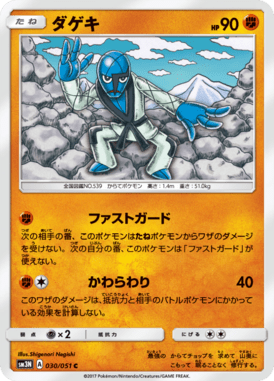 たね ダゲキ HP90
全国図鑑NO.539 からてポケモン 高さ:1.4m 重さ:51.0kg
ファストガード
次の相手の番、このポケモンはたねポケモンからワザのダメー
ジを受けない。次の自分の番、このポケモンは「ファストガード」が
使えない。
かわらわり 40
このワザのダメージは、抵抗力と相手のバトルポケモンにかかって
いる効果を計算しない。
弱点 ×2 抵抗力 にげる
Illus. Shigenori Negishi
SM3N A 030/051 C
©2017 Pokémon/Nintendo/Creatures/GAME FREAK.